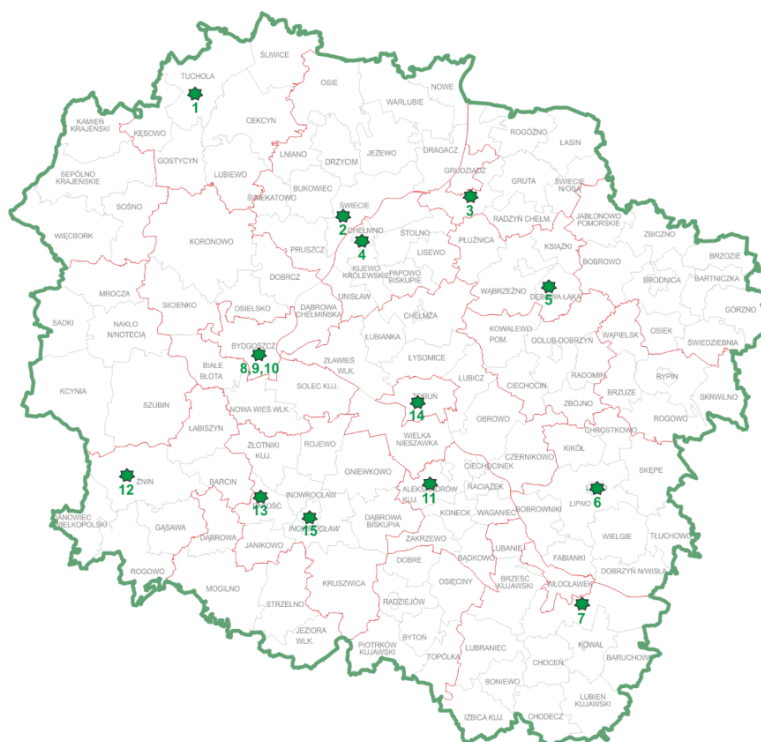 ŚLIWICE
TUCHOLA
OSIE
NOWE
1
WARLUBIE
KAMIEŃ
KRAJEŃSKI
KĘSOWO
CEKCYN
ROGÓŹNO
ŁASIN
DRAGACZ
LNIANO
JEŻEWO
DRZYCIM
GOSTYCYN
LUBIEWO
SĘPÓLNO
KRAJEŃSKIE
GRUDZIĄDZ
GRUTA
ŚWIECIE
N/OSĄ
BUKOWIEC
ŚWIEKATOWO
ŚWIECIE
SOŚNO
3
2
RADZYŃ CHEŁM.
JABŁONOWO
POMORSKIE
CHEŁMNO
STOLNO
4
WIĘCBORK
KORONOWO
PŁUŻNICA
KSIĄŻKI
ZBICZNO
PRUSZCZ
LISEWO
BRZOZIE
BOBROWO
KIJEWO
KRÓLEWSKIE
PAPOWO
BISKUPIE
DOBRCZ
BRODNICA
BARTNICZKA
WĄBRZEŹNO
DĘBOWA ŁĄKA
5
MROCZA
UNISŁAW
SICIENKO
OSIELSKO
DĄBROWA
CHEŁMIŃSKA
GÓRZNO
CHEŁMŻA
SADKI
NAKŁO
N/NOTECIĄ
KOWALEWO
POM.
WĄPIELSK
OSIEK
ŁUBIANKA
GOLUB-DOBRZYŃ
ŚWIEDZIEBNIA
BYDGOSZCZ
ZŁAWIEŚ
WLK.
ŁYSOMICE
BIAŁE
BŁOTA
8,9,10
RADOMIN
RYPIN
LUBICZ
CIECHOCIN
SOLEC KUJ.
KCYNIA
BRZUZE
SKRWILNO
TORUŃ
SZUBIN
ZBÓJNO
NOWA WIEŚ WLK.
14
ŁABISZYN
OBROWO
ROGOWO
CHROSTKOWO
WIELKA
NIESZAWKA
ZŁOTNIKI
KUJ.
ROJEWO
KIKÓŁ
CZERNIKOWO
CIECHOCINEK
GNIEWKOWO
SKĘPE
ŻNIN
12
BARCIN
RACIĄŻEK
ALEKSANDRÓW
KUJ.
11
INOWROCŁAW
LIPNO
6
BOBROWNIKI
13
KONECK
WAGANIEC
JANOWIEC
WIELKOPOLSKI
GĄSAWA
DĄBROWA
BISKUPIA
15
DĄBROWA
JANIKOWO
ZAKRZEWO
WIELGIE
TŁUCHOWO
LUBANIE
FABIANKI
BĄDKOWO
DOBRE
ROGOWO
DOBRZYŃ N/WISŁĄ
MOGILNO
KRUSZWICA
OSIĘCINY
BRZEŚĆ
KUJAWSKI
WŁOCŁAWEK
STRZELNO
RADZIEJÓW
7
JEZIORA
WLK.
BYTOŃ
PIOTRKÓW
KUJAWSKI
LUBRANIEC
KOWAL
TOPÓLKA
BARUCHOWO
CHOCEŃ
BONIEWO
LUBIEŃ
KUJAWSKI
IZBICA KUJ.
CHODECZ